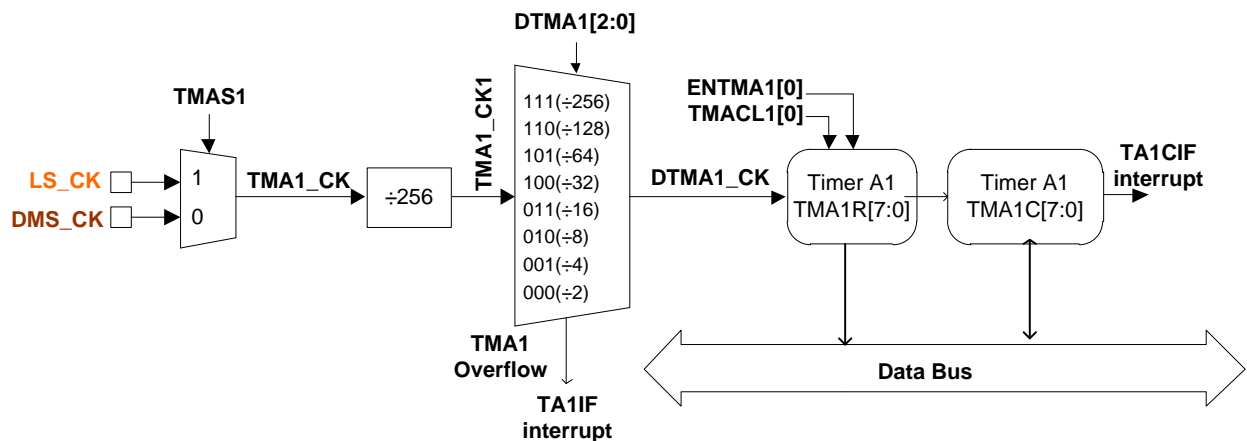 DTMA1[2:0]
TMAS1
LS_CK
DMS_CK
1
0
TMA1_CK
÷256
TMA1_CK1
111(÷256)
110(÷128)
101(÷64)
100(÷32)
011(÷16)
010(÷8)
001(÷4)
000(÷2)
TMA1
Overflow
TA1IF
interrupt
DTMA1_CK
ENTMA1[0]
TMACL1[0]
Timer A1
TMA1R[7:0]
Timer A1
TMA1C[7:0]
TA1CIF
interrupt
Data Bus